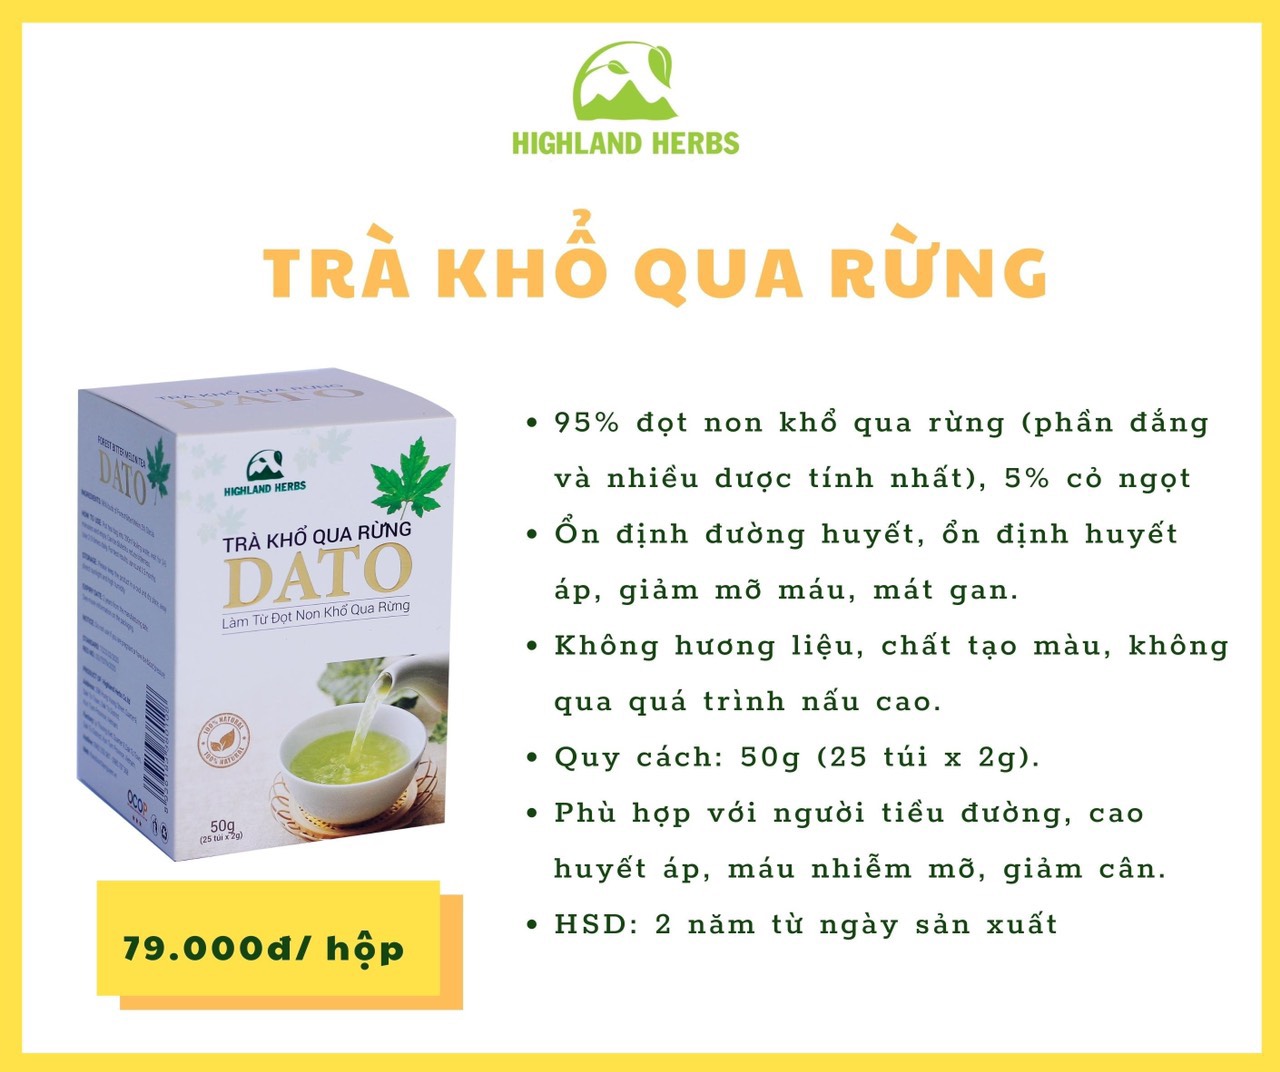 HIGHLAND HERBS
TRÀ KHỔ QUA RỪNG
TRÀ KHỔ QUA RỪNG
DATO
FOREST BITTER MELON TEA
DATO
HIGHLAND HERBS
TRÀ KHỔ QUA RỪNG
DATO
Làm Từ Đọt Non Khổ Qua Rừng
100% NATURAL
100% NATURAL
OCOP
50g
(25 túi x 2g)
79.000đ/ hộp
95% đọt non khổ qua rừng (phần đắng
và nhiều dược tính nhất), 5% cỏ ngọt
Ổn định đường huyết, ổn định huyết
áp, giảm mỡ máu, mát gan.
Không hương liệu, chất tạo màu, không
qua quá trình nấu cao.
Quy cách: 50g (25 túi x 2g).
Phù hợp với người tiều đường, cao
huyết áp, máu nhiễm mỡ, giảm cân.
HSD: 2 năm từ ngày sản xuất